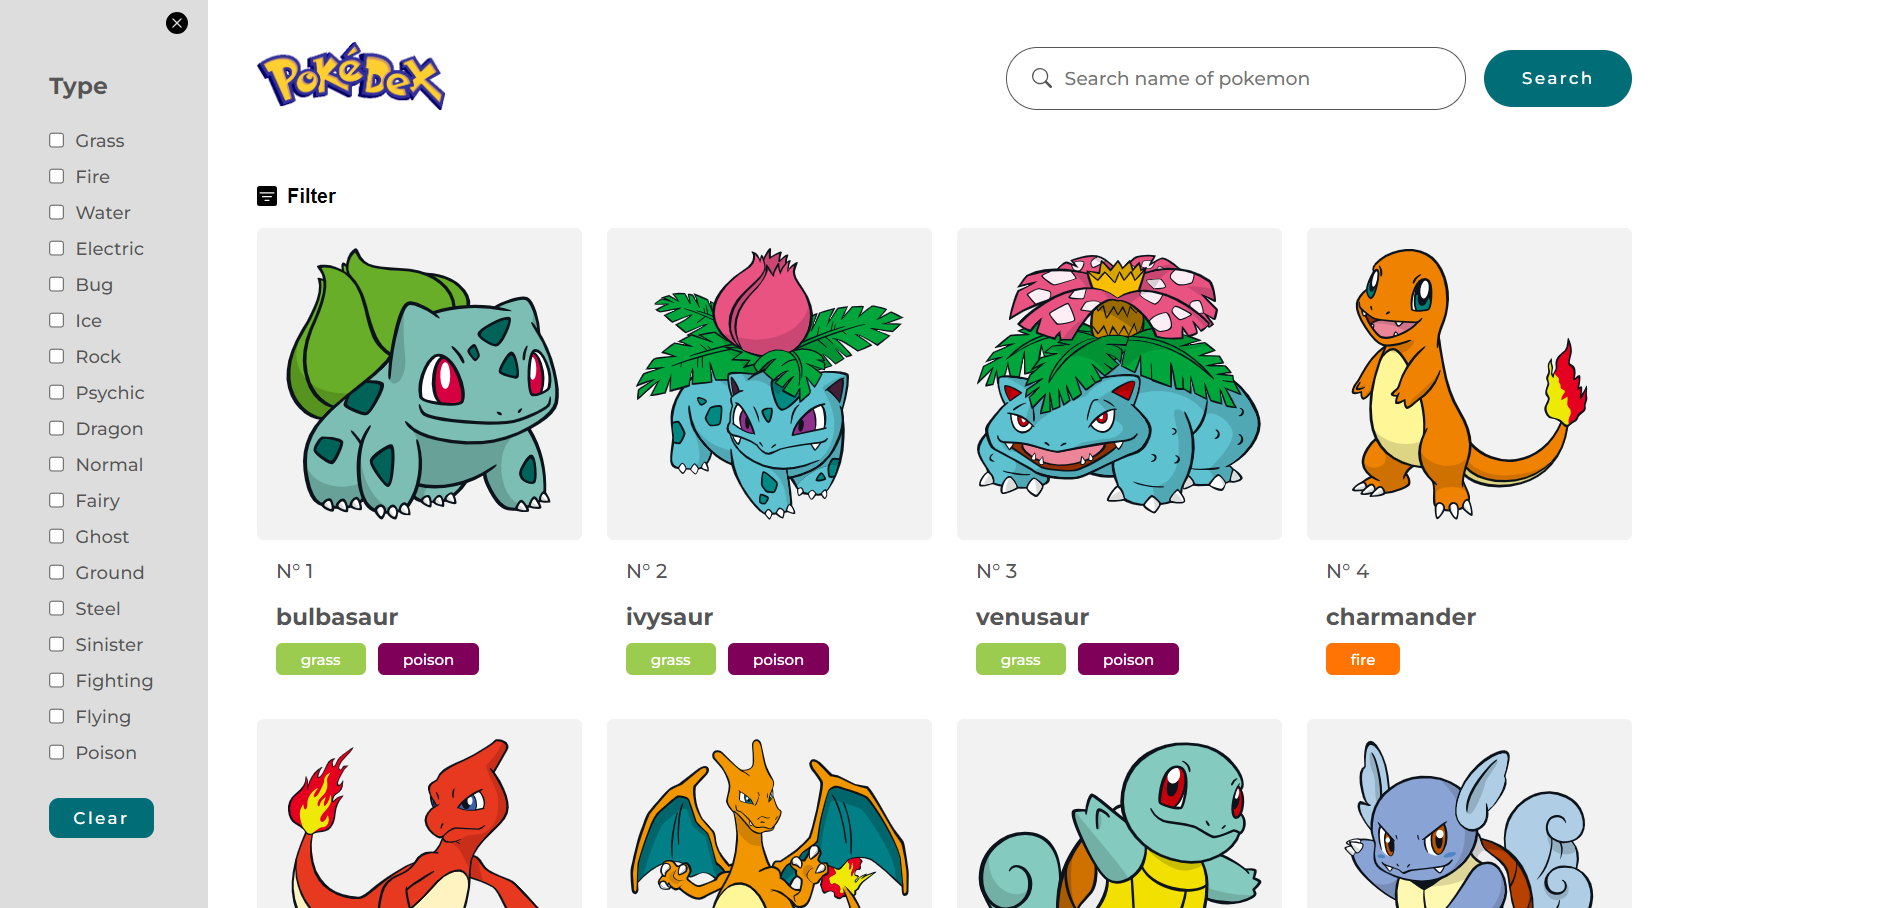 Type
Grass
Fire
Water
Electric
Bug
Ice
Rock
Psychic
Dragon
Normal
Fairy
Ghost
Ground
Steel
Sinister
Fighting
Flying
Poison
Clear
PoKéDeX
Search name of pokemon
Search
Filter
N° 1
bulbasaur
grass poison
N° 2
ivysaur
grass poison
N° 3
venusaur
grass poison
N° 4
charmander
fire